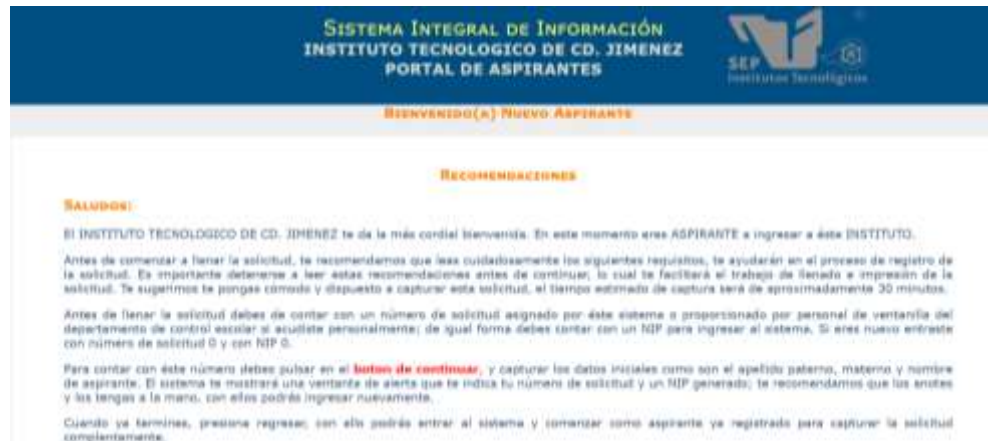 SISTEMA INTEGRAL DE INFORMACIÓN
INSTITUTO TECNOLOGICO DE CD. JIMENEZ
PORTAL DE ASPIRANTES
SEP
Institutos Tecnológicos
BIENVENIDO(A) NUEVO ASPIRANTE
RECOMENDACIONES
SALUDOS:
El INSTITUTO TECNOLOGICO DE CD. JIMENEZ te da la más cordial bienvenida. En este momento eres ASPIRANTE a ingresar a éste INSTITUTO.
Antes de comenzar a llenar la solicitud, te recomendamos que leas cuidadosamente los siguientes requisitos, te ayudarán en el proceso de registro de
la solicitud. Es importante detenerse a leer estas recomendaciones antes de continuar, lo cual te facilitará el trabajo de llenado e impresión de la
solicitud. Te sugerimos te pongas cómodo y dispuesto a capturar esta solicitud, el tiempo estimado de captura será de aproximadamente 30 minutos.
Antes de llenar la solicitud debes de contar con un número de solicitud asignado por éste sistema o proporcionado por personal de ventanilla del
departamento de control escolar si acudiste personalmente; de igual forma debes contar con un NIP para ingresar al sistema. Si eres nuevo entraste
con número de solicitud 0 y con NIP 0.
Para contar con éste número debes pulsar en el boton de continuar, y capturar los datos iniciales como son el apellido paterno, materno y nombre
de aspirante. El sistema te mostrará una ventanta de alerta que te indica tu número de solicitud y un NIP generado; te recomendamos que los anotes
y los tengas a la mano, con ellos podrás ingresar nuevamente.
Cuando ya termines, presiona regresar, con ello podrás entrar al sistema y comenzar como aspirante ya registrado para capturar la solicitud
complentamente.